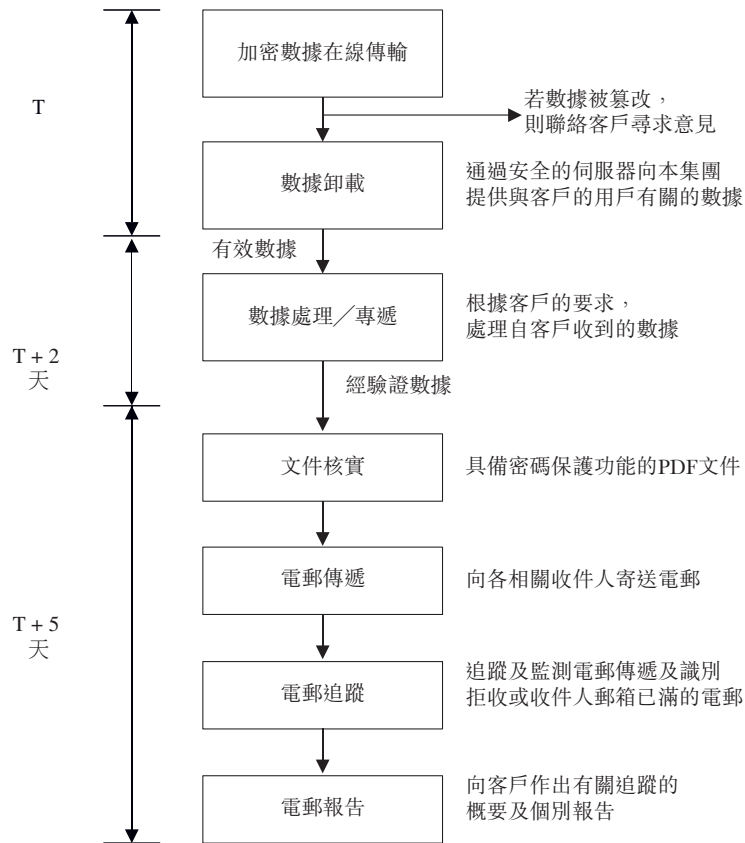 加密數據在線傳輸
T
若數據被篡改，
則聯絡客戶尋求意見
數據卸載
通過安全的伺服器向本集團
提供與客戶的用戶有關的數據
有效數據
數據處理／專遞
根據客戶的要求，
處理自客戶收到的數據
T + 2
天
經驗證數據
文件核實
具備密碼保護功能的PDF文件
電郵傳遞
向各相關收件人寄送電郵
T + 5
天
電郵追蹤
追蹤及監測電郵傳遞及識別
拒收或收件人郵箱已滿的電郵
電郵報告
向客戶作出有關追蹤的
概要及個別報告